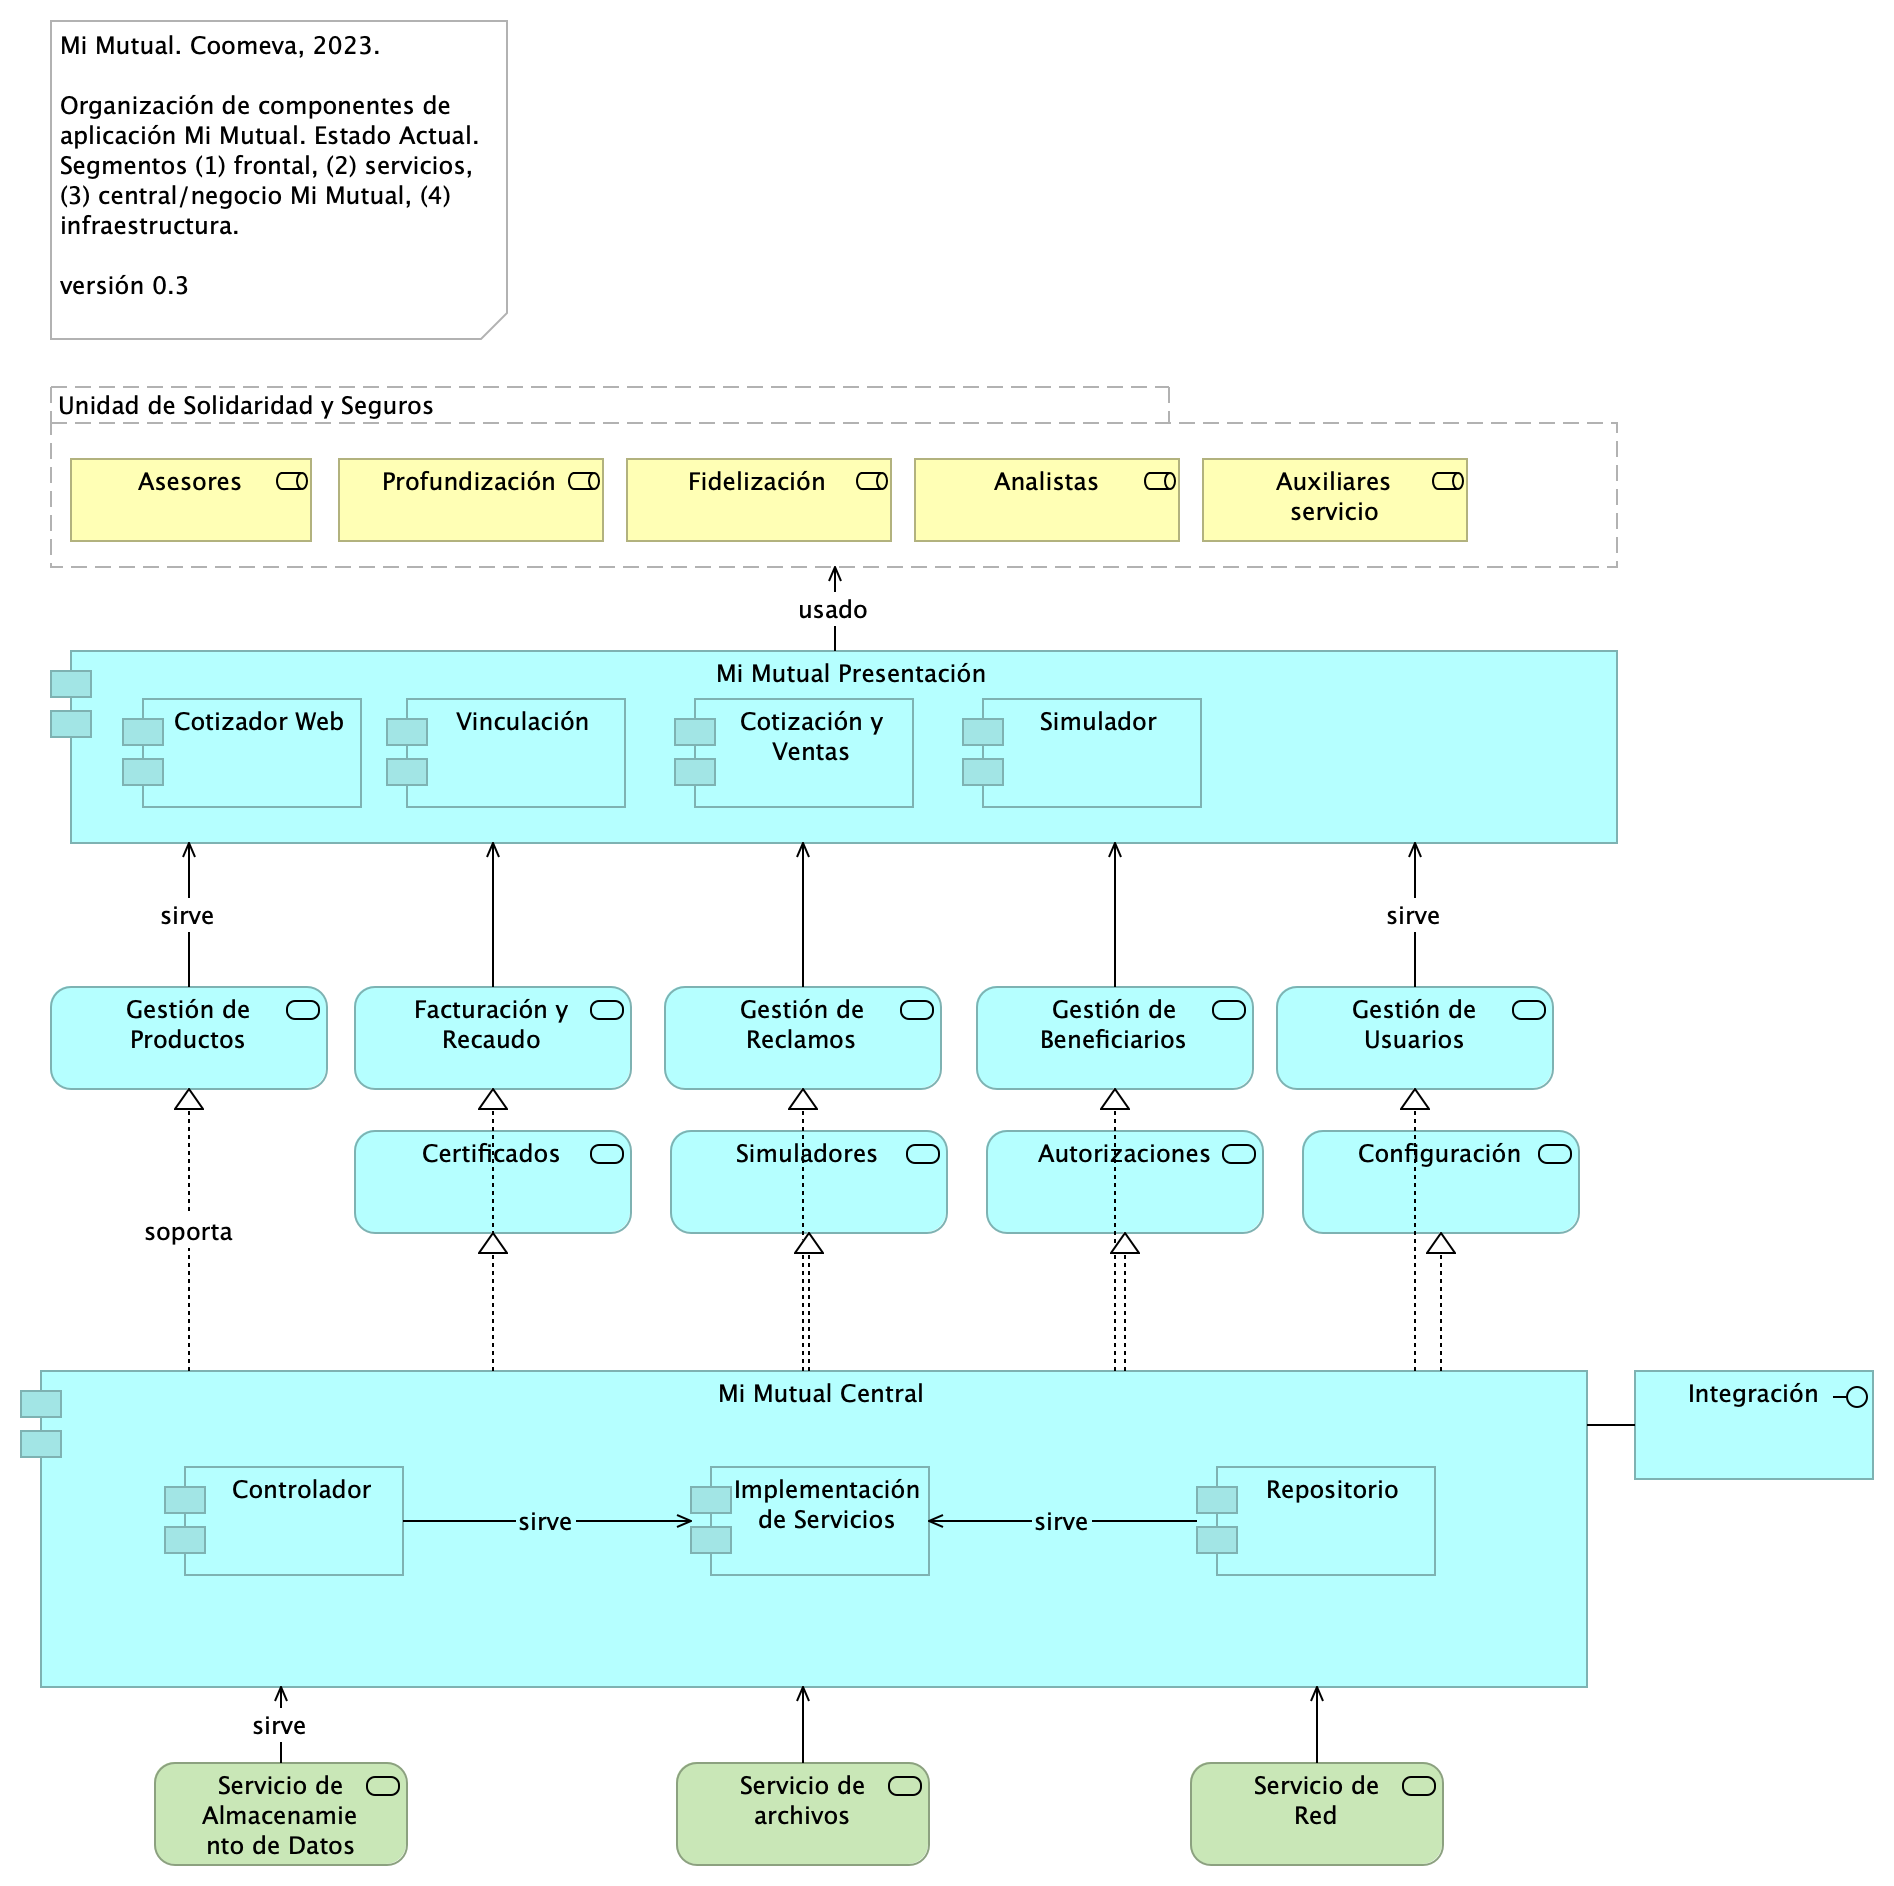 Mi Mutual. Coomeva, 2023.
Organización de componentes de
aplicación Mi Mutual. Estado Actual.
Segmentos (1) frontal, (2) servicios,
(3) central/negocio Mi Mutual, (4)
infraestructura.
versión 0.3
Unidad de Solidaridad y Seguros
Asesores
Profundización
Fidelización
Analistas
Auxiliares
servicio
usado
Mi Mutual Presentación
Cotizador Web
Vinculación
Cotización y
Ventas
Simulador
sirve
sirve
Gestión de
Productos
Facturación y
Recaudo
Gestión de
Reclamos
Gestión de
Beneficiarios
Gestión de
Usuarios
Certificados
Simuladores
Autorizaciones
Configuración
soporta
Mi Mutual Central
Integración
Controlador
sirve
Implementación
de Servicios
sirve
Repositorio
sirve
Servicio de
Almacenamie
nto de Datos
Servicio de
archivos
Servicio de
Red